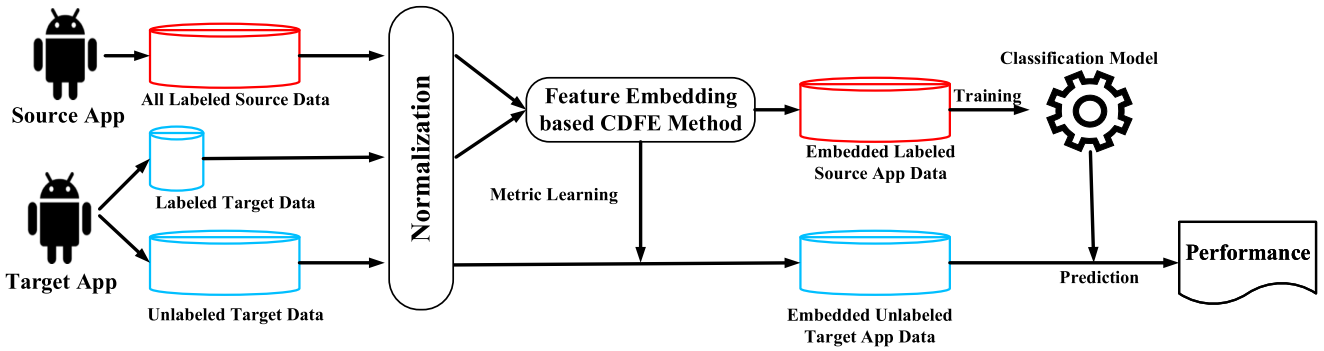 Source App
All Labeled Source Data
Labeled Target Data
Target App
Unlabeled Target Data
Normalization
Feature Embedding
based CDFE Method
Metric Learning
Embedded Labeled
Source App Data
Training
Classification Model
Embedded Unlabeled
Target App Data
Prediction
Performance